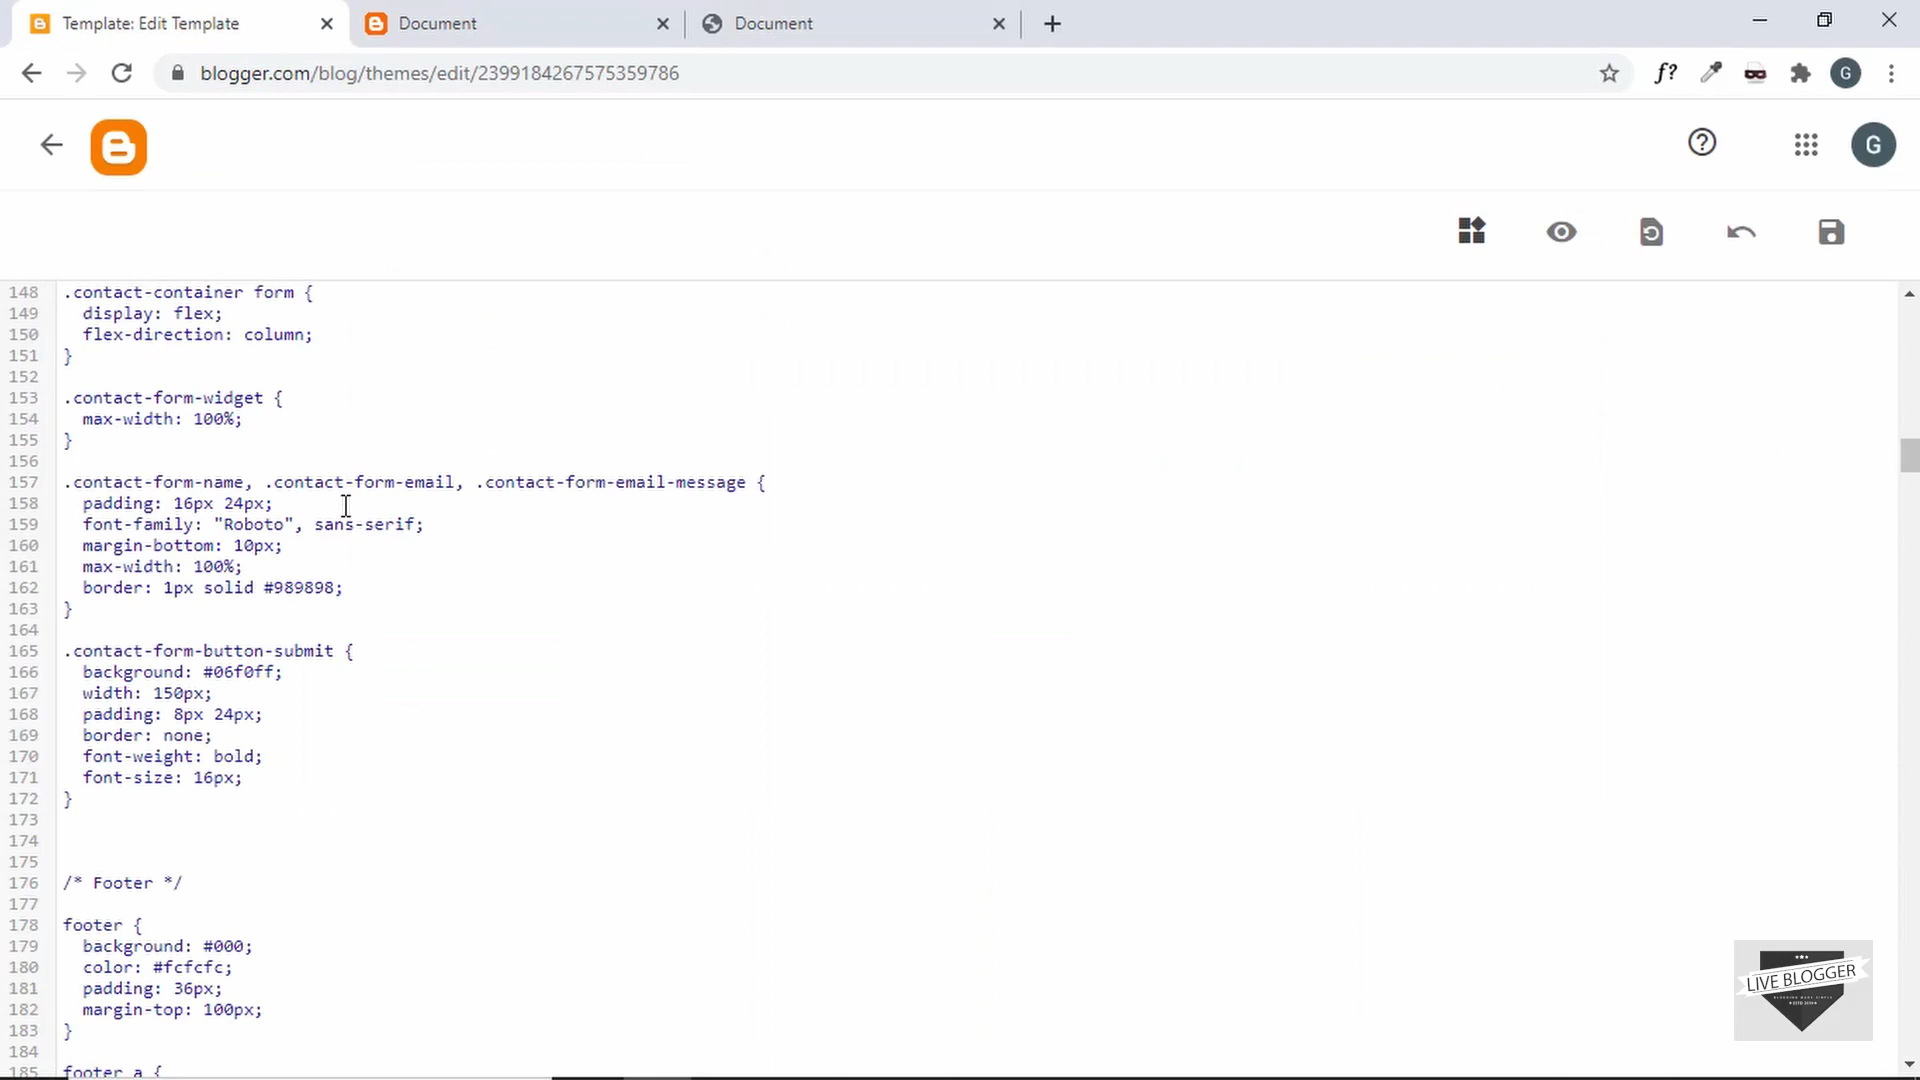 Template: Edit Template
Document
Document
blogger.com/blog/themes/edit/2399184267575359786
f?
G
G
148 .contact-container form {
149 display: flex;
150 flex-direction: column;
151 }
152
153 .contact-form-widget {
154 max-width: 100%;
155 }
156
157 .contact-form-name, .contact-form-email, .contact-form-email-message {
158 padding: 16px 24px;
159 font-family: "Roboto", sans-serif;
160 margin-bottom: 10px;
161 max-width: 100%;
162 border: 1px solid #989898;
163 }
164
165 .contact-form-button-submit {
166 background: #06f0ff;
167 width: 150px;
168 padding: 8px 24px;
169 border: none;
170 font-weight: bold;
171 font-size: 16px;
172 }
173
174
175
176 /* Footer */
177
178 footer {
179 background: #000;
180 color: #fcfcfc;
181 padding: 36px;
182 margin-top: 100px;
183 }
184
185 footer a {
LIVE BLOGGER